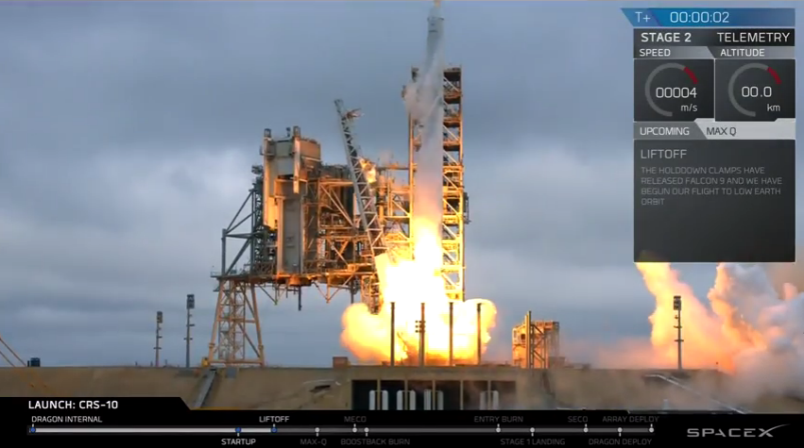 T+ 00:00:02
STAGE 2 TELEMETRY
SPEED ALTITUDE
00004 00.0
m/s km
UPCOMING MAX Q
LIFTOFF
THE HOLDDOWN CLAMPS HAVE
RELEASED FALCON 9 AND WE HAVE
BEGUN OUR FLIGHT TO LOW EARTH
ORBIT
LAUNCH: CRS-10
DRAGON INTERNAL LIFTOFF MECO ENTRY BURN SECO ARRAY DEPLOY
STARTUP MAX-Q BOOSTBACK BURN STAGE 1 LANDING DRAGON DEPLOY
SPACEX